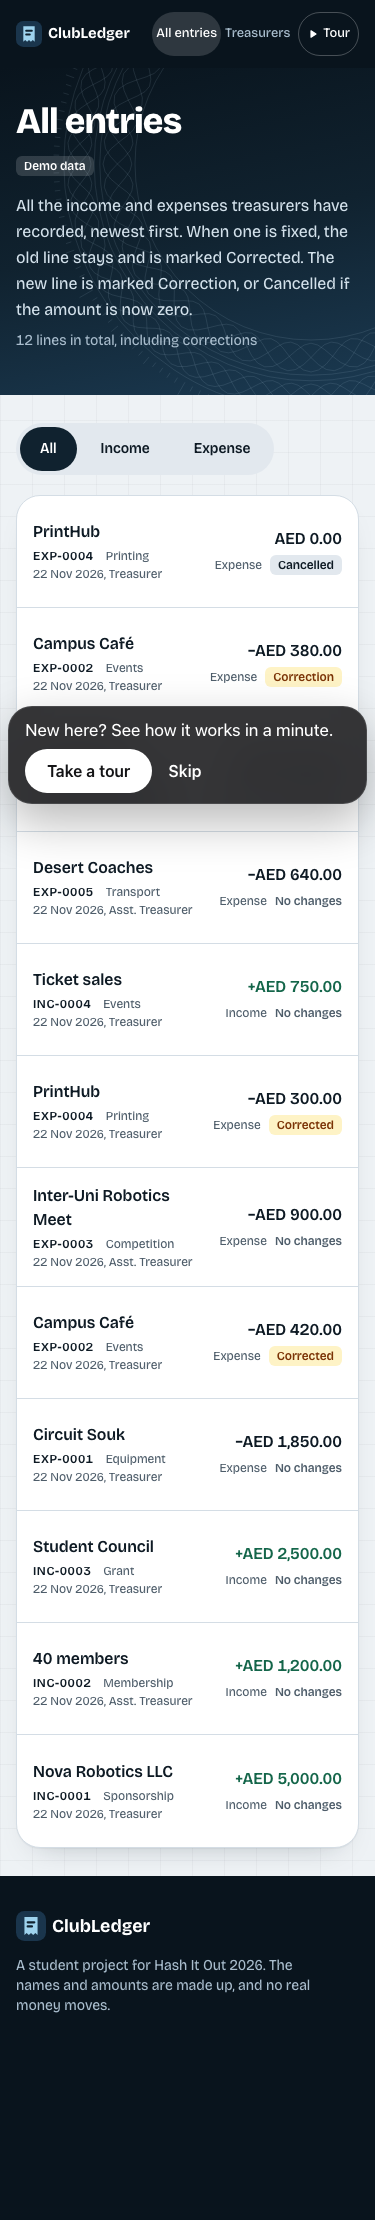 ClubLedger
All entries
Treasurers
Tour
All entries
Demo data
All the income and expenses treasurers have
recorded, newest first. When one is fixed, the
old line stays and is marked Corrected. The
new line is marked Correction, or Cancelled if
the amount is now zero.
12 lines in total, including corrections
All
Income
Expense
PrintHub
AED 0.00
EXP-0004 Printing
Expense Cancelled
22 Nov 2026, Treasurer
Campus Café
−AED 380.00
EXP-0002 Events
Expense Correction
22 Nov 2026, Treasurer
New here? See how it works in a minute.
Take a tour
Skip
Desert Coaches
−AED 640.00
EXP-0005 Transport
Expense No changes
22 Nov 2026, Asst. Treasurer
Ticket sales
+AED 750.00
INC-0004 Events
Income No changes
22 Nov 2026, Treasurer
PrintHub
−AED 300.00
EXP-0004 Printing
Expense Corrected
22 Nov 2026, Treasurer
Inter-Uni Robotics
Meet
−AED 900.00
EXP-0003 Competition
Expense No changes
22 Nov 2026, Asst. Treasurer
Campus Café
−AED 420.00
EXP-0002 Events
Expense Corrected
22 Nov 2026, Treasurer
Circuit Souk
−AED 1,850.00
EXP-0001 Equipment
Expense No changes
22 Nov 2026, Treasurer
Student Council
+AED 2,500.00
INC-0003 Grant
Income No changes
22 Nov 2026, Treasurer
40 members
+AED 1,200.00
INC-0002 Membership
Income No changes
22 Nov 2026, Asst. Treasurer
Nova Robotics LLC
+AED 5,000.00
INC-0001 Sponsorship
Income No changes
22 Nov 2026, Treasurer
ClubLedger
A student project for Hash It Out 2026. The
names and amounts are made up, and no real
money moves.